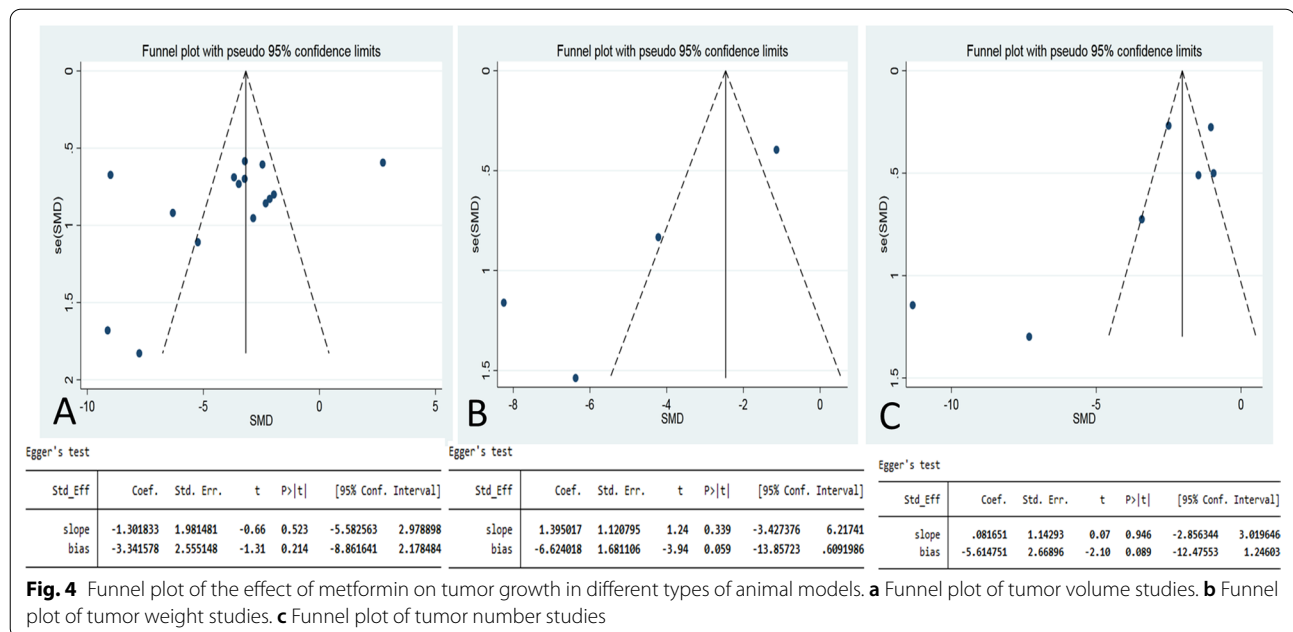 Funnel plot with pseudo 95% confidence limits
0
.5
1
1.5
2
se(SMD)
-10
-5
0
5
SMD
A
Funnel plot with pseudo 95% confidence limits
0
.5
1
1.5
se(SMD)
-8
-6
-4
-2
0
SMD
B
Funnel plot with pseudo 95% confidence limits
0
.5
1
1.5
se(SMD)
-10
-5
0
SMD
C
Egger's test
Std_Eff Coef. Std. Err. t P>|t| [95% Conf. Interval]
slope -1.301833 1.981481 -0.66 0.523 -5.582563 2.978898
bias -3.341578 2.555148 -1.31 0.214 -8.861641 2.178484
Egger's test
Std_Eff Coef. Std. Err. t P>|t| [95% Conf. Interval]
slope 1.395017 1.120795 1.24 0.339 -3.427376 6.21741
bias -6.624018 1.681106 -3.94 0.059 -13.85723 .6091986
Egger's test
Std_Eff Coef. Std. Err. t P>|t| [95% Conf. Interval]
slope .081651 1.14293 0.07 0.946 -2.856344 3.019646
bias -5.614751 2.66896 -2.10 0.089 -12.47553 1.24603
Fig. 4 Funnel plot of the effect of metformin on tumor growth in different types of animal models. a Funnel plot of tumor volume studies. b Funnel
plot of tumor weight studies. c Funnel plot of tumor number studies